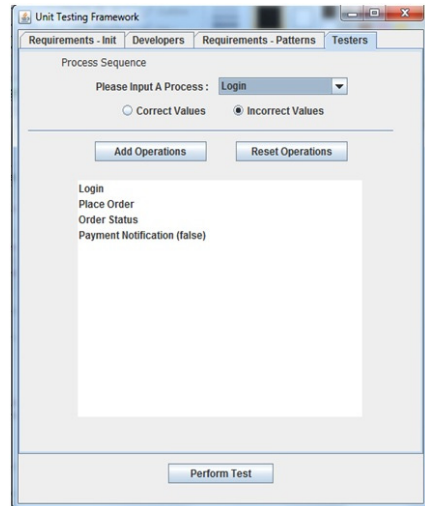 Unit Testing Framework
Requirements - Init Developers Requirements - Patterns Testers
Process Sequence
Please Input A Process : Login
Correct Values Incorrect Values
Add Operations Reset Operations
Login
Place Order
Order Status
Payment Notification (false)
Perform Test